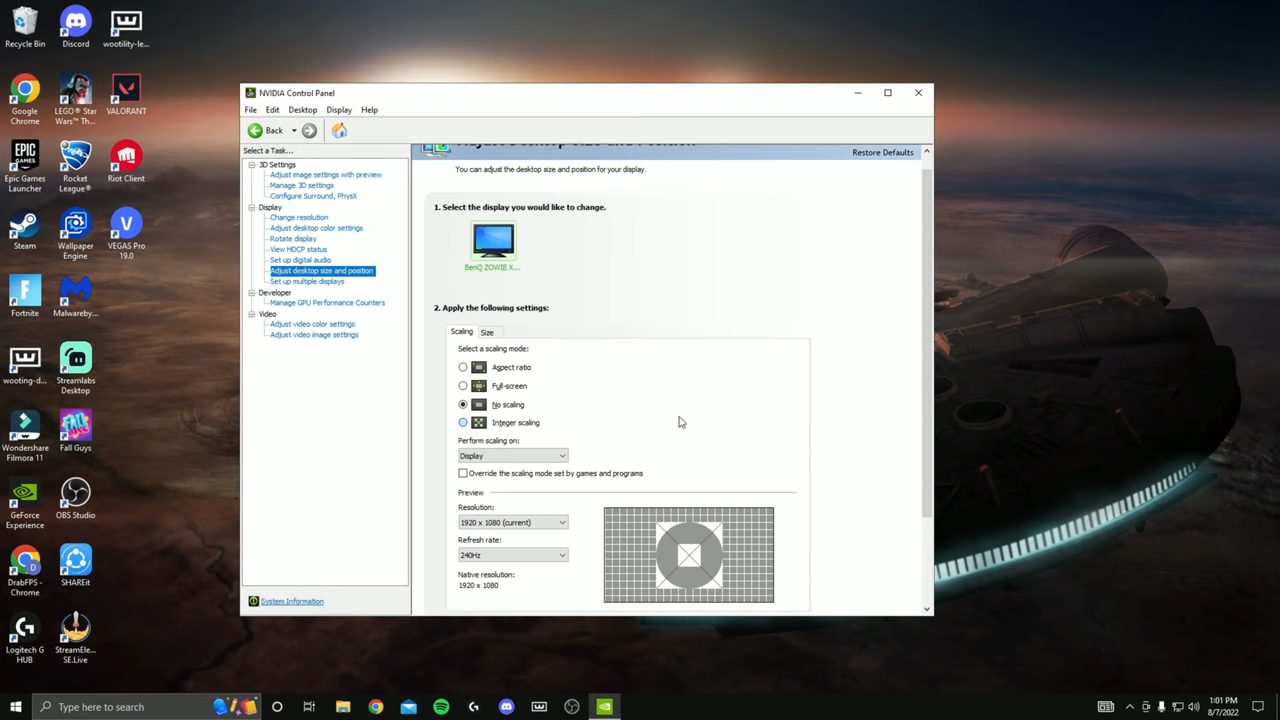 Recycle Bin
Discord
wootility-le...
Google Chrome
LEGO® Star Wars™ Th...
VALORANT
Epic Games Launcher
Rocket League®
Riot Client
Steam
Wallpaper Engine
VEGAS Pro 19.0
Fortnite
Malwareby...
wooting-d...
Streamlabs Desktop
Wondershare Filmora 11
Fall Guys
GeForce Experience
OBS Studio
DrabFPS - Chrome
SHAREit
Logitech G HUB
StreamEle... SE.Live
NVIDIA Control Panel
File Edit Desktop Display Help
Back
Select a Task...
3D Settings
Adjust image settings with preview
Manage 3D settings
Configure Surround, PhysX
Display
Change resolution
Adjust desktop color settings
Rotate display
View HDCP status
Set up digital audio
Adjust desktop size and position
Set up multiple displays
Developer
Manage GPU Performance Counters
Video
Adjust video color settings
Adjust video image settings
System Information
Adjust Desktop Size and Position
Restore Defaults
You can adjust the desktop size and position for your display.
1. Select the display you would like to change.
BenQ ZOWIE X...
2. Apply the following settings:
Scaling Size
Select a scaling mode:
Aspect ratio
Full-screen
No scaling
Integer scaling
Perform scaling on:
Display
Override the scaling mode set by games and programs
Preview
Resolution:
1920 x 1080 (current)
Refresh rate:
240Hz
Native resolution:
1920 x 1080
Type here to search
1:01 PM
8/7/2022